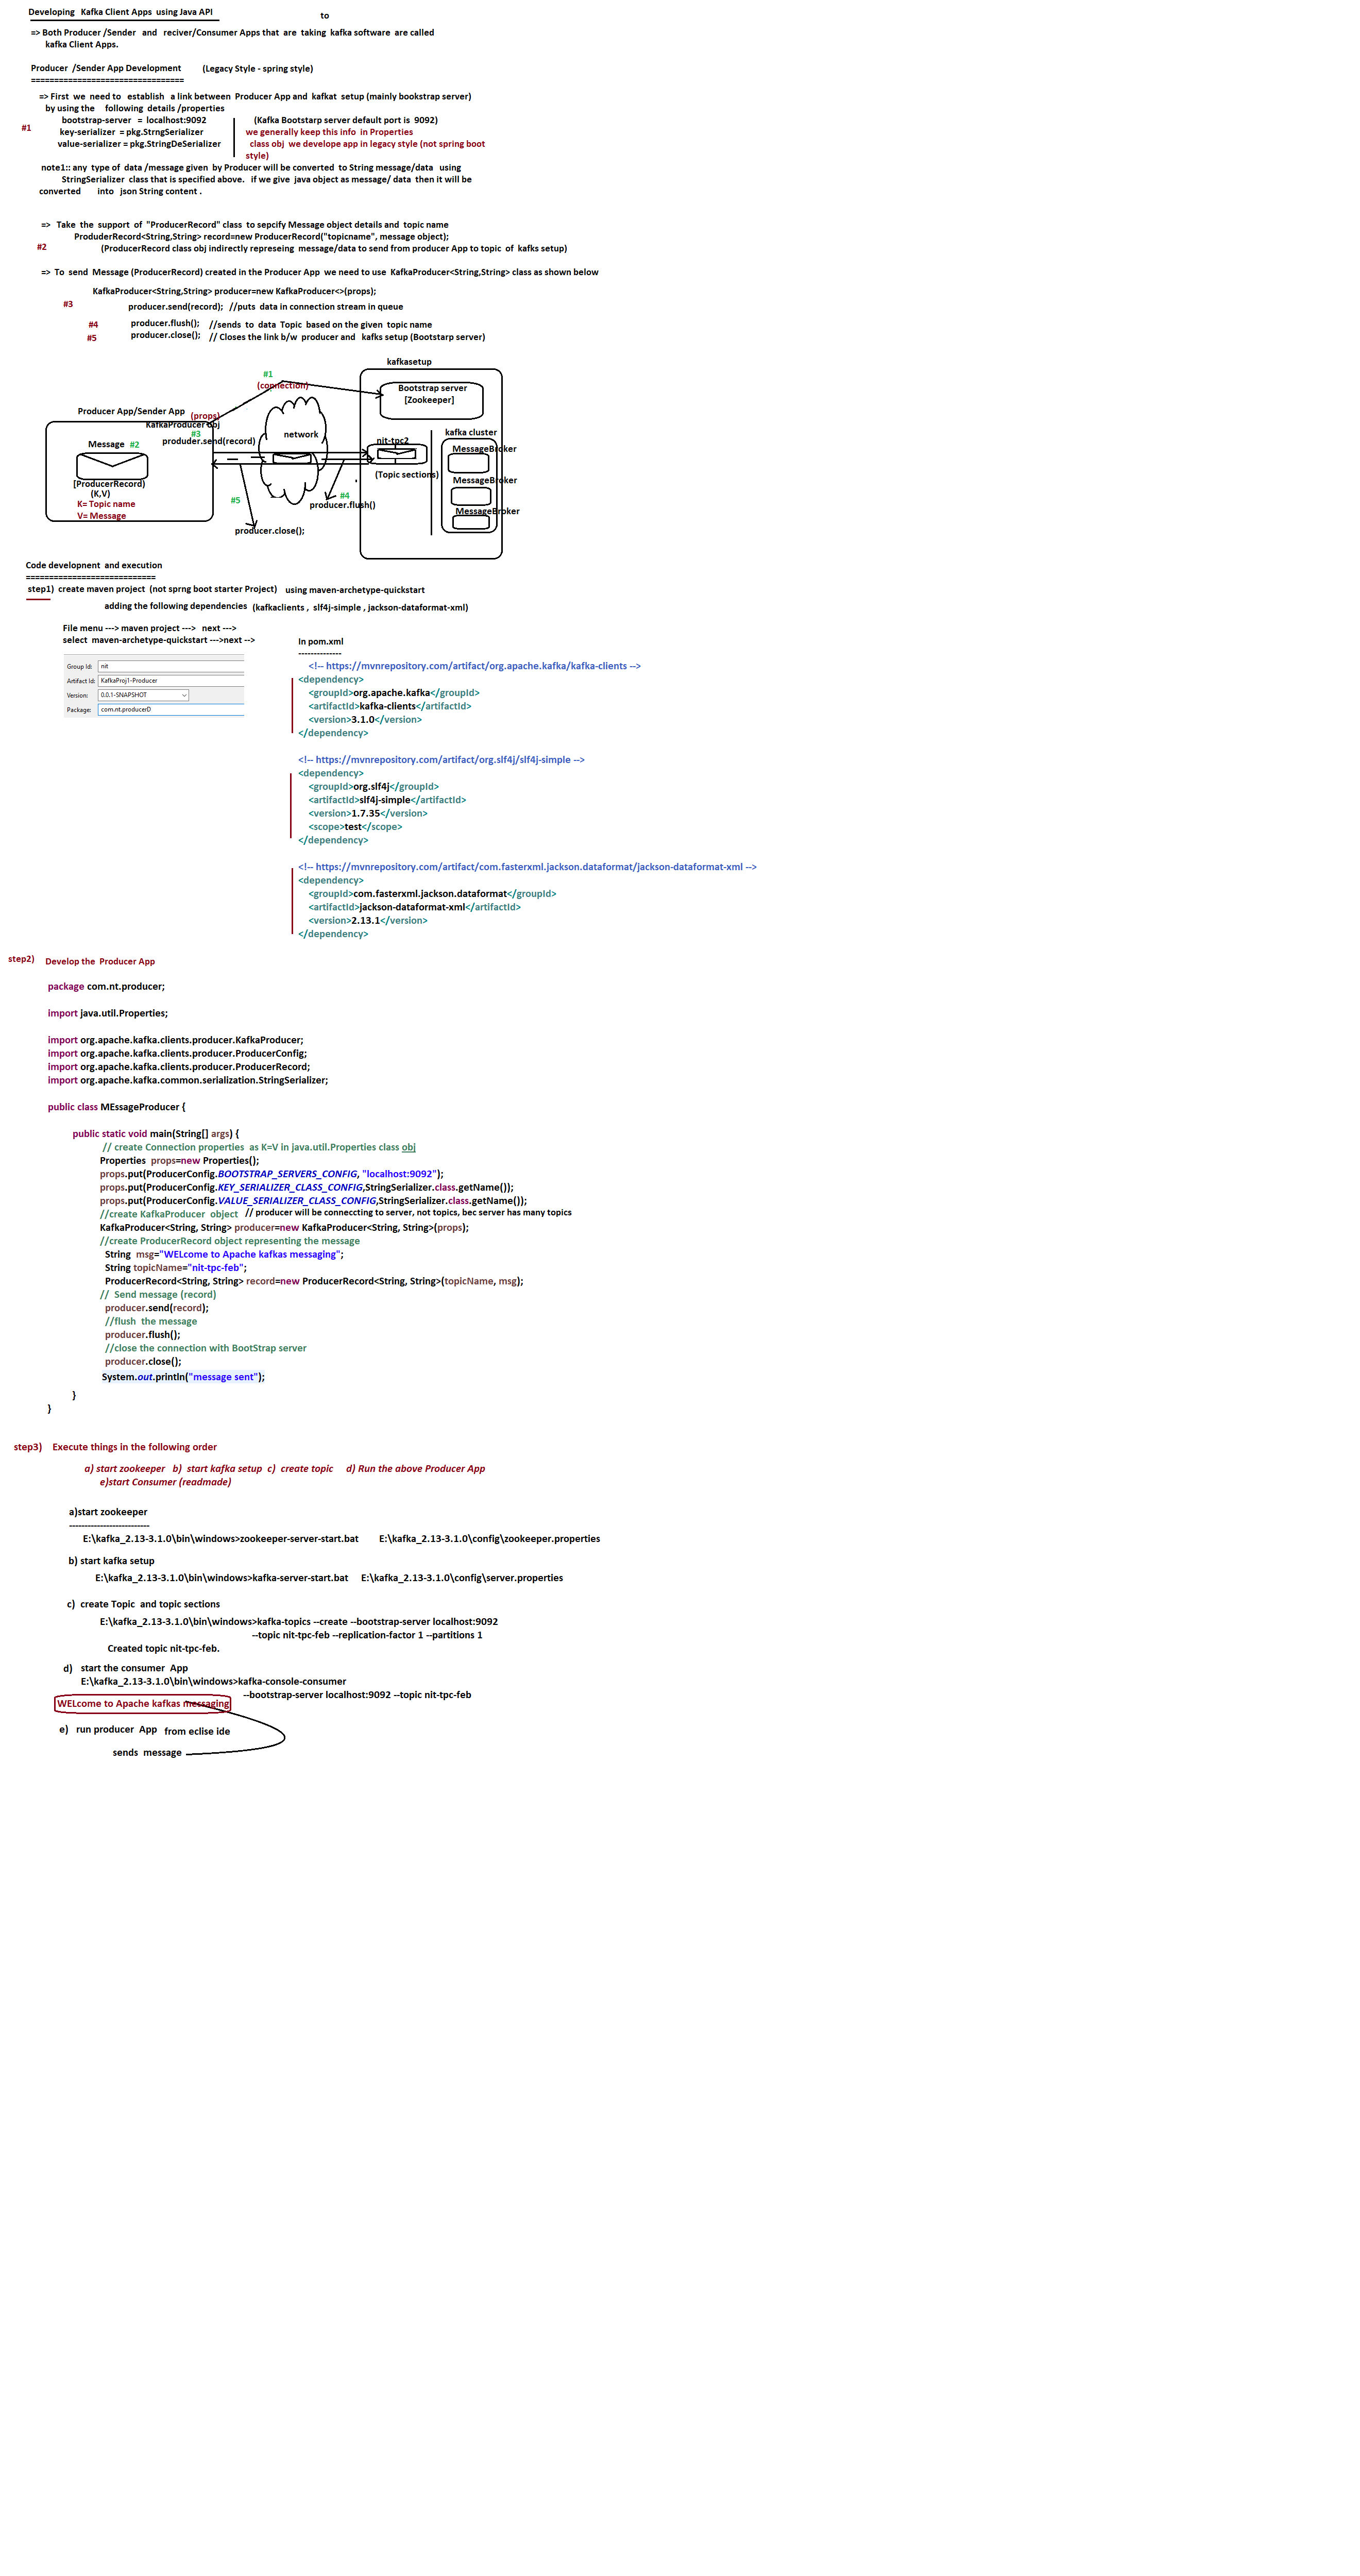 Developing Kafka Client Apps using Java API
to
=> Both Producer /Sender and reciver/Consumer Apps that are taking kafka software are called
kafka Client Apps.
Producer /Sender App Development (Legacy Style - spring style)
=================================
=> First we need to establish a link between Producer App and kafkat setup (mainly bookstrap server)
by using the following details /properties
#1
bootstrap-server = localhost:9092 (Kafka Bootstarp server default port is 9092)
key-serializer = pkg.StrngSerializer
value-serializer = pkg.StringDeSerializer
we generally keep this info in Properties
class obj we develope app in legacy style (not spring boot
style)
note1:: any type of data /message given by Producer will be converted to String message/data using
StringSerializer class that is specified above. if we give java object as message/ data then it will be
converted into json String content .
=> Take the support of "ProducerRecord" class to sepcify Message object details and topic name
ProduderRecord<String,String> record=new ProducerRecord("topicname", message object);
#2
(ProducerRecord class obj indirectly represeing message/data to send from producer App to topic of kafks setup)
=> To send Message (ProducerRecord) created in the Producer App we need to use KafkaProducer<String,String> class as shown below
KafkaProducer<String,String> producer=new KafkaProducer<>(props);
#3
producer.send(record); //puts data in connection stream in queue
#4 producer.flush(); //sends to data Topic based on the given topic name
#5 producer.close(); // Closes the link b/w producer and kafks setup (Bootstarp server)
kafkasetup
#1
(connection)
Bootstrap server
[Zookeeper]
Producer App/Sender App
(props)
KafkaProducer obj
#3
produder.send(record)
network
nit-tpc2
kafka cluster
Message #2
MessageBroker
(Topic sections)
MessageBroker
[ProducerRecord)
(K,V)
K= Topic name
V= Message
#5
#4
producer.flush()
MessageBroker
producer.close();
Code developnent and execution
============================
step1) create maven project (not sprng boot starter Project) using maven-archetype-quickstart
adding the following dependencies (kafkaclients , slf4j-simple , jackson-dataformat-xml)
File menu ---> maven project ---> next --->
select maven-archetype-quickstart --->next -->
Group Id: nit
Artifact Id: KafkaProj1-Producer
Version: 0.0.1-SNAPSHOT
Package: com.nt.producerD
In pom.xml
--------------
<!-- https://mvnrepository.com/artifact/org.apache.kafka/kafka-clients -->
<dependency>
<groupId>org.apache.kafka</groupId>
<artifactId>kafka-clients</artifactId>
<version>3.1.0</version>
</dependency>
<!-- https://mvnrepository.com/artifact/org.slf4j/slf4j-simple -->
<dependency>
<groupId>org.slf4j</groupId>
<artifactId>slf4j-simple</artifactId>
<version>1.7.35</version>
<scope>test</scope>
</dependency>
<!-- https://mvnrepository.com/artifact/com.fasterxml.jackson.dataformat/jackson-dataformat-xml -->
<dependency>
<groupId>com.fasterxml.jackson.dataformat</groupId>
<artifactId>jackson-dataformat-xml</artifactId>
<version>2.13.1</version>
</dependency>
step2) Develop the Producer App
package com.nt.producer;
import java.util.Properties;
import org.apache.kafka.clients.producer.KafkaProducer;
import org.apache.kafka.clients.producer.ProducerConfig;
import org.apache.kafka.clients.producer.ProducerRecord;
import org.apache.kafka.common.serialization.StringSerializer;
public class MEssageProducer {
public static void main(String[] args) {
// create Connection properties as K=V in java.util.Properties class obj
Properties props=new Properties();
props.put(ProducerConfig.BOOTSTRAP_SERVERS_CONFIG, "localhost:9092");
props.put(ProducerConfig.KEY_SERIALIZER_CLASS_CONFIG,StringSerializer.class.getName());
props.put(ProducerConfig.VALUE_SERIALIZER_CLASS_CONFIG,StringSerializer.class.getName());
//create KafkaProducer object // producer will be conneccting to server, not topics, bec server has many topics
KafkaProducer<String, String> producer=new KafkaProducer<String, String>(props);
//create ProducerRecord object representing the message
String msg="WELcome to Apache kafkas messaging";
String topicName="nit-tpc-feb";
ProducerRecord<String, String> record=new ProducerRecord<String, String>(topicName, msg);
// Send message (record)
producer.send(record);
//flush the message
producer.flush();
//close the connection with BootStrap server
producer.close();
System.out.println("message sent");
}
}
step3) Execute things in the following order
a) start zookeeper b) start kafka setup c) create topic d) Run the above Producer App
e)start Consumer (readmade)
a)start zookeeper
--------------------------
E:\kafka_2.13-3.1.0\bin\windows>zookeeper-server-start.bat E:\kafka_2.13-3.1.0\config\zookeeper.properties
b) start kafka setup
E:\kafka_2.13-3.1.0\bin\windows>kafka-server-start.bat E:\kafka_2.13-3.1.0\config\server.properties
c) create Topic and topic sections
E:\kafka_2.13-3.1.0\bin\windows>kafka-topics --create --bootstrap-server localhost:9092
--topic nit-tpc-feb --replication-factor 1 --partitions 1
Created topic nit-tpc-feb.
d) start the consumer App
E:\kafka_2.13-3.1.0\bin\windows>kafka-console-consumer
--bootstrap-server localhost:9092 --topic nit-tpc-feb
WELcome to Apache kafkas messaging
e) run producer App from eclise ide
sends message